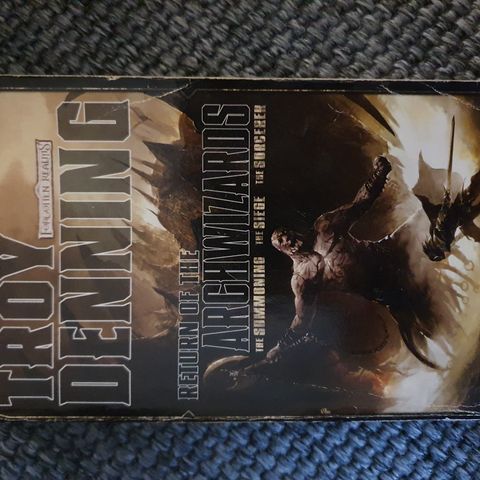 TROY
DENNING
FORGOTTEN REALMS
RETURN OF THE
ARCHWIZARDS
THE SUMMONING THE SIEGE THE SORCERER